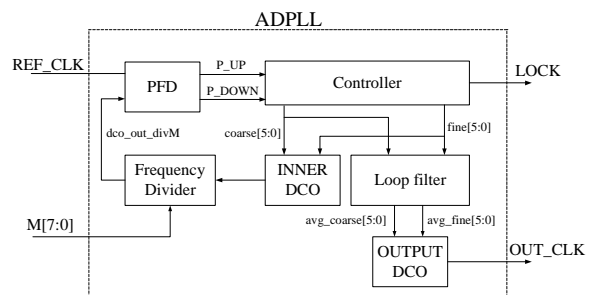 ADPLL
REF_CLK
PFD
P_UP
P_DOWN
Controller
LOCK
dco_out_divM
coarse[5:0]
fine[5:0]
Frequency
Divider
INNER
DCO
Loop filter
M[7:0]
avg_coarse[5:0]
avg_fine[5:0]
OUTPUT
DCO
OUT_CLK